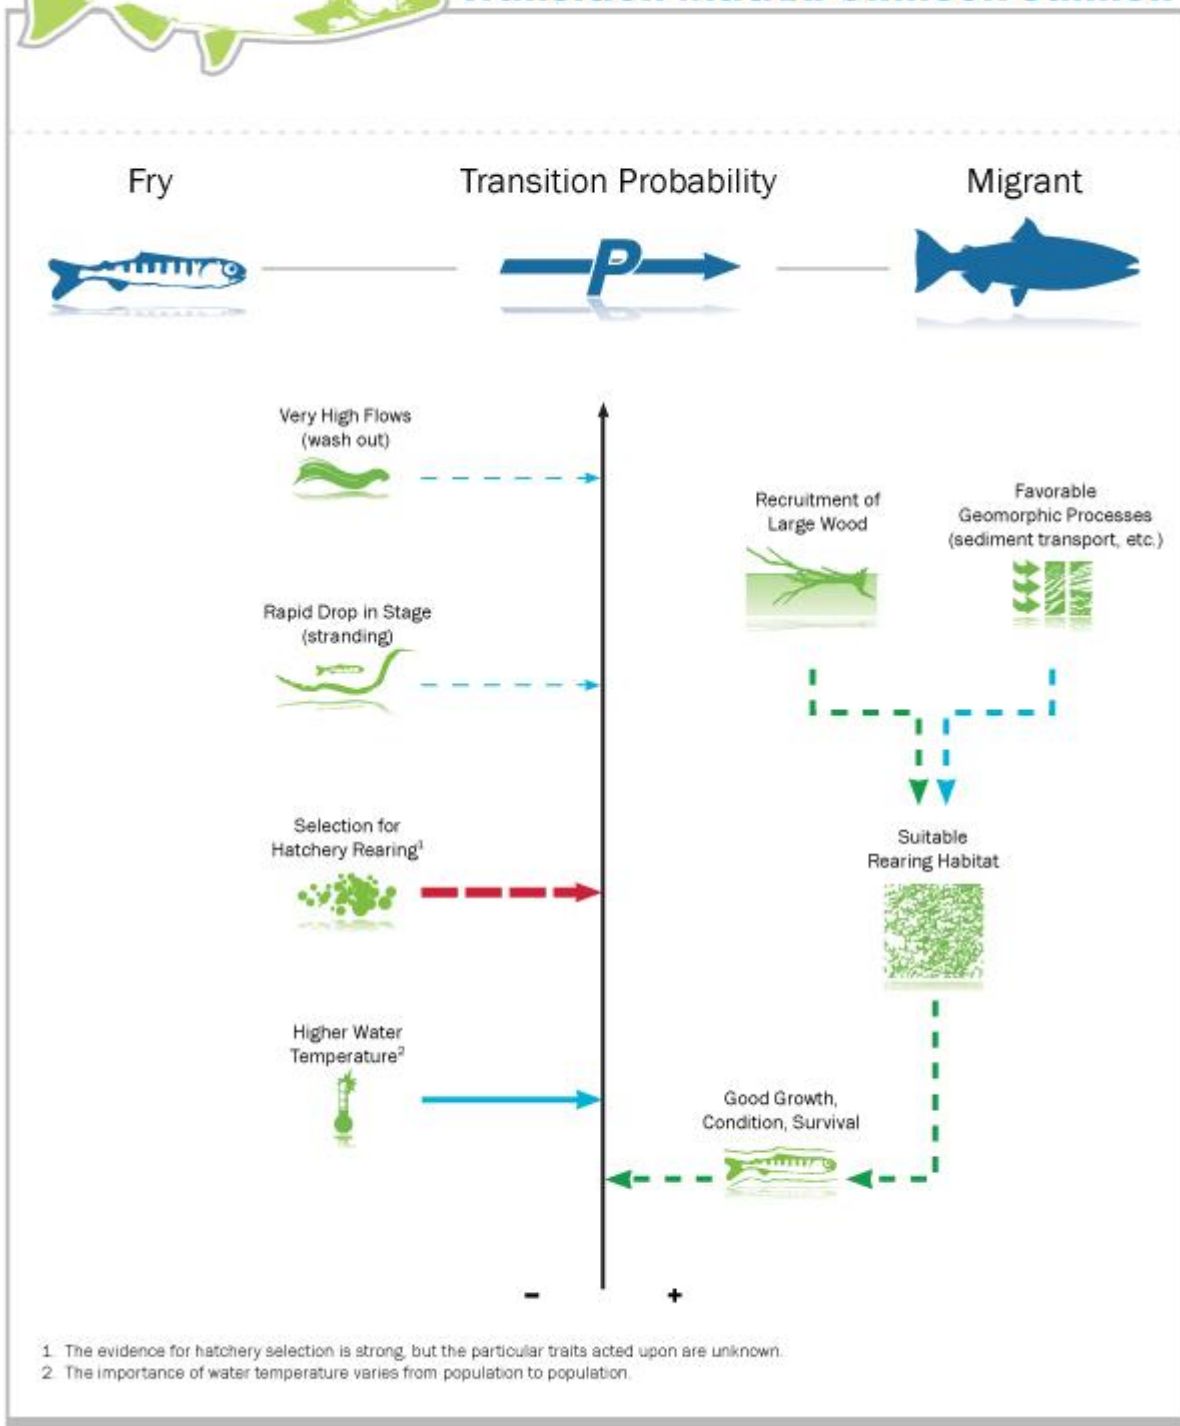 Fry
Transition Probability
Migrant
P
Very High Flows
(wash out)
Recruitment of
Large Wood
Favorable
Geomorphic Processes
(sediment transport, etc.)
Rapid Drop in Stage
(stranding)
Selection for
Hatchery Rearing1
Suitable
Rearing Habitat
Higher Water
Temperature2
Good Growth,
Condition, Survival
- +
1. The evidence for hatchery selection is strong, but the particular traits acted upon are unknown.
2. The importance of water temperature varies from population to population.